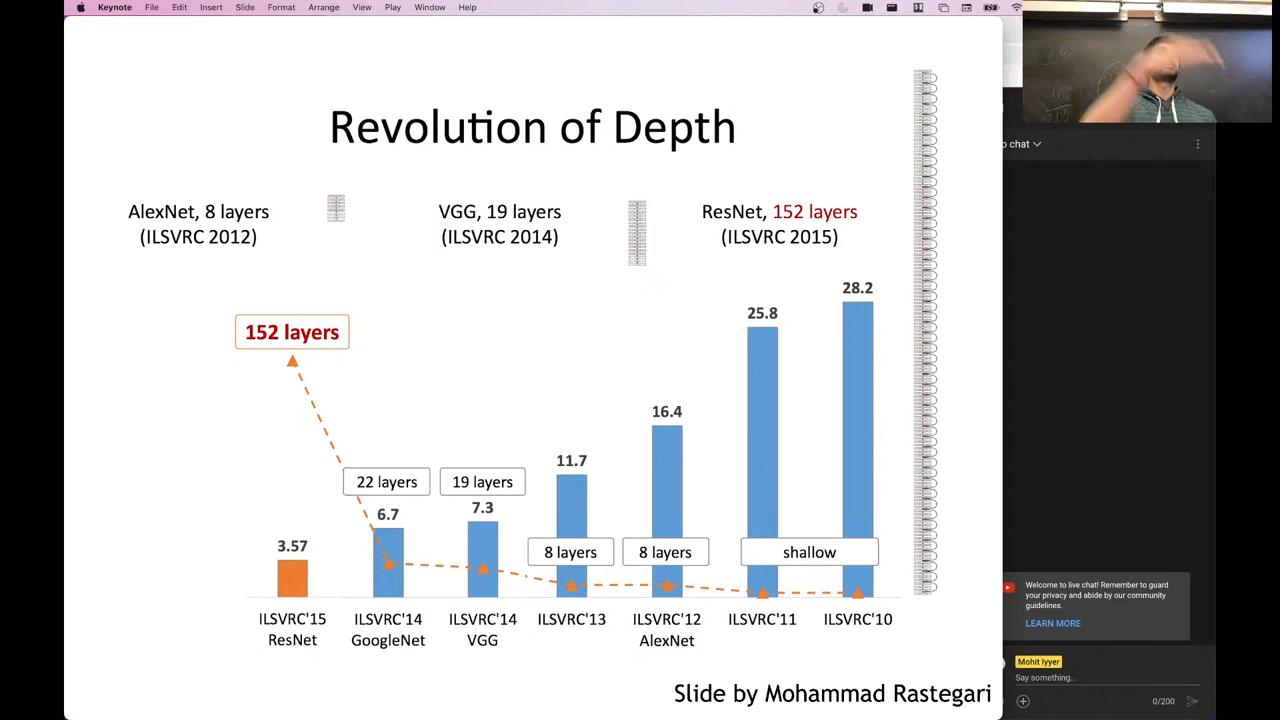 Keynote File Edit Insert Slide Format Arrange View Play Window Help
Revolution of Depth
AlexNet, 8 layers
(ILSVRC 2012)
VGG, 19 layers
(ILSVRC 2014)
ResNet, 152 layers
(ILSVRC 2015)
28.2
25.8
152 layers
16.4
11.7
22 layers
19 layers
6.7
7.3
3.57
8 layers
8 layers
shallow
ILSVRC'15
ResNet
ILSVRC'14
GoogleNet
ILSVRC'14
VGG
ILSVRC'13
ILSVRC'12
AlexNet
ILSVRC'11
ILSVRC'10
Slide by Mohammad Rastegari
chat
Welcome to live chat! Remember to guard
your privacy and abide by our community
guidelines.
LEARN MORE
Mohit Iyyer
Say something...
0/200